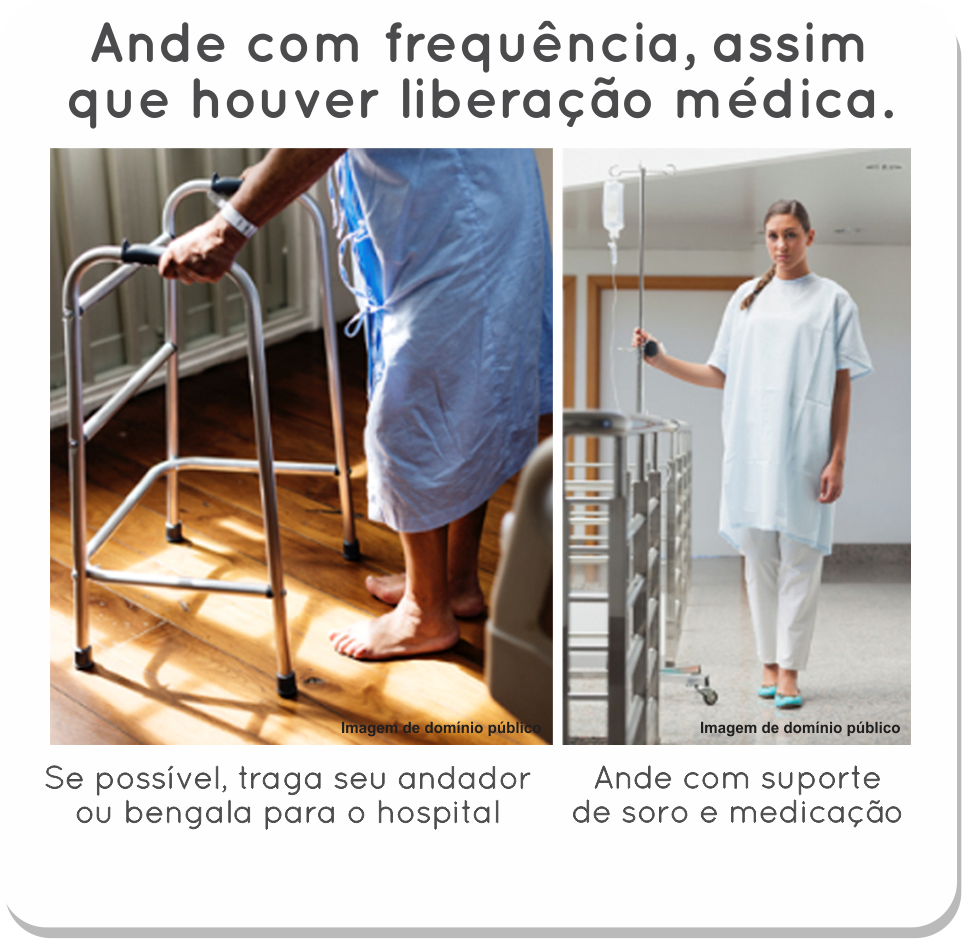 Ande com frequência, assim
que houver liberação médica.
Imagem de domínio público
Imagem de domínio público
Se possível, traga seu andador
ou bengala para o hospital
Ande com suporte
de soro e medicação